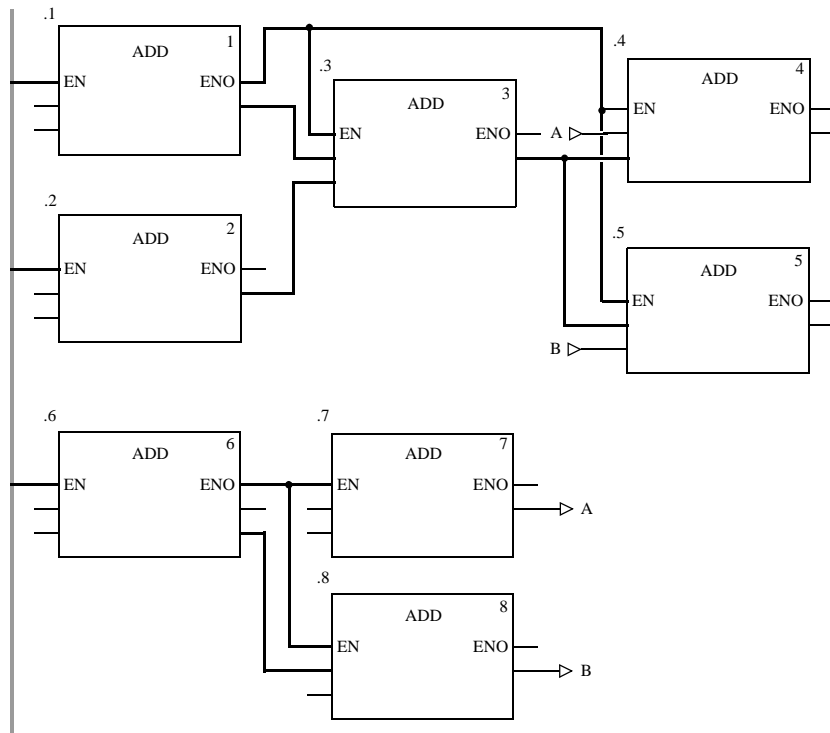 .1
ADD 1
EN ENO
.2
ADD 2
EN ENO
.3
ADD 3
EN ENO
.4
ADD 4
EN ENO
A
.5
ADD 5
EN ENO
B
.6
ADD 6
EN ENO
.7
ADD 7
EN ENO
A
.8
ADD 8
EN ENO
B